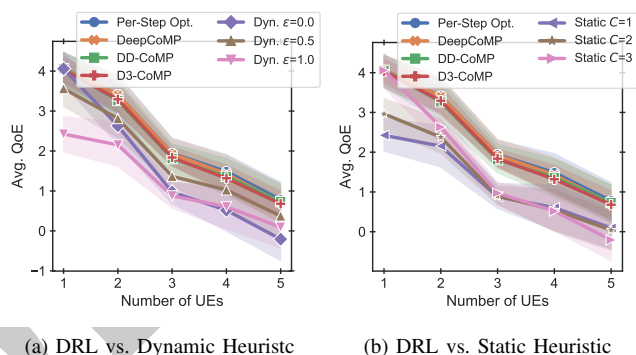 Per-Step Opt.
DeepCoMP
DD-CoMP
D3-CoMP
Dyn. ε=0.0
Dyn. ε=0.5
Dyn. ε=1.0
Avg. QoE
4
3
2
1
0
−1
1 2 3 4 5
Number of UEs
(a) DRL vs. Dynamic Heuristc
Per-Step Opt.
DeepCoMP
DD-CoMP
D3-CoMP
Static C=1
Static C=2
Static C=3
Avg. QoE
4
3
2
1
0
1 2 3 4 5
Number of UEs
(b) DRL vs. Static Heuristic